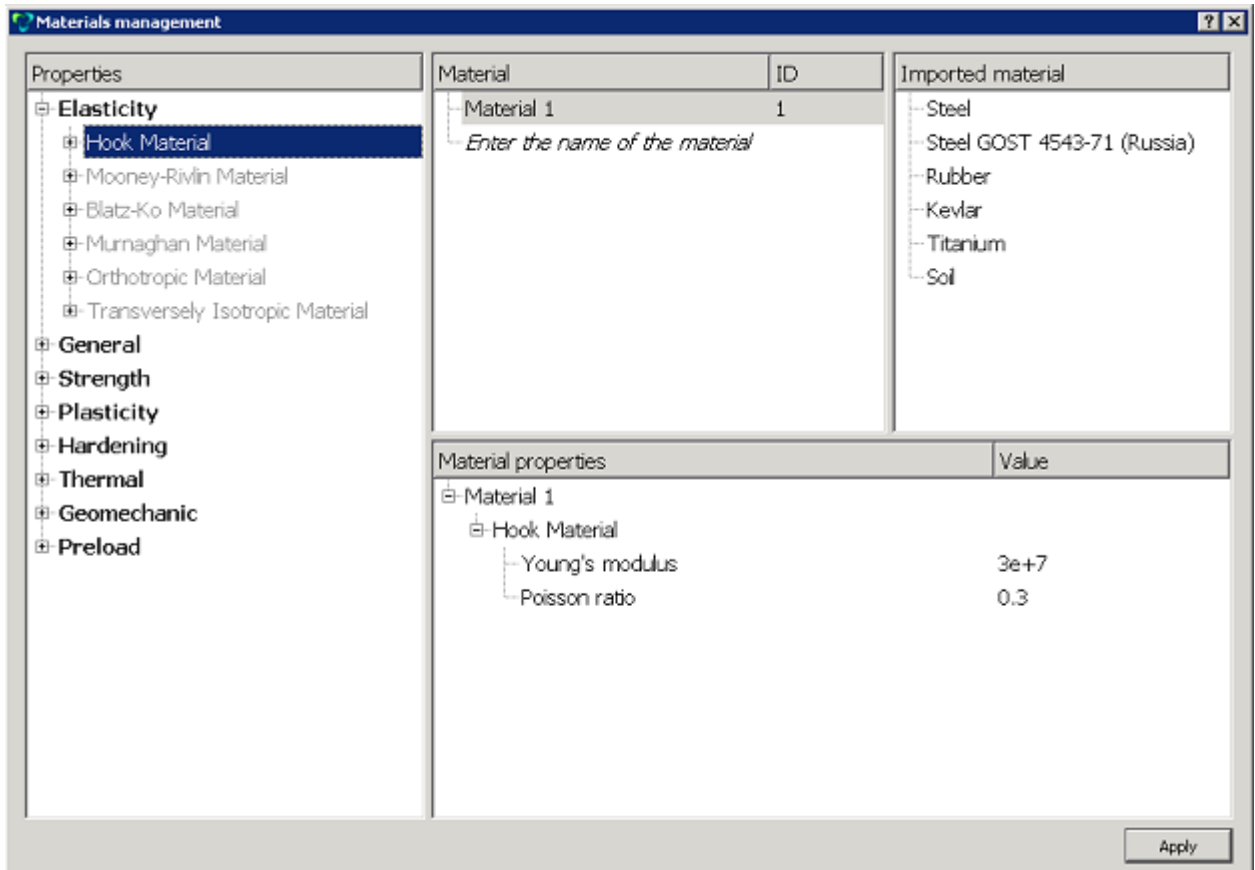 Materials management
Properties
Elasticity
Hook Material
Mooney-Rivlin Material
Blatz-Ko Material
Murnaghan Material
Orthotropic Material
Transversely Isotropic Material
General
Strength
Plasticity
Hardening
Thermal
Geomechanic
Preload
Material ID
Material 1 1
Enter the name of the material
Imported material
Steel
Steel GOST 4543-71 (Russia)
Rubber
Kevlar
Titanium
Soil
Material properties Value
Material 1
Hook Material
Young's modulus 3e+7
Poisson ratio 0.3
Apply